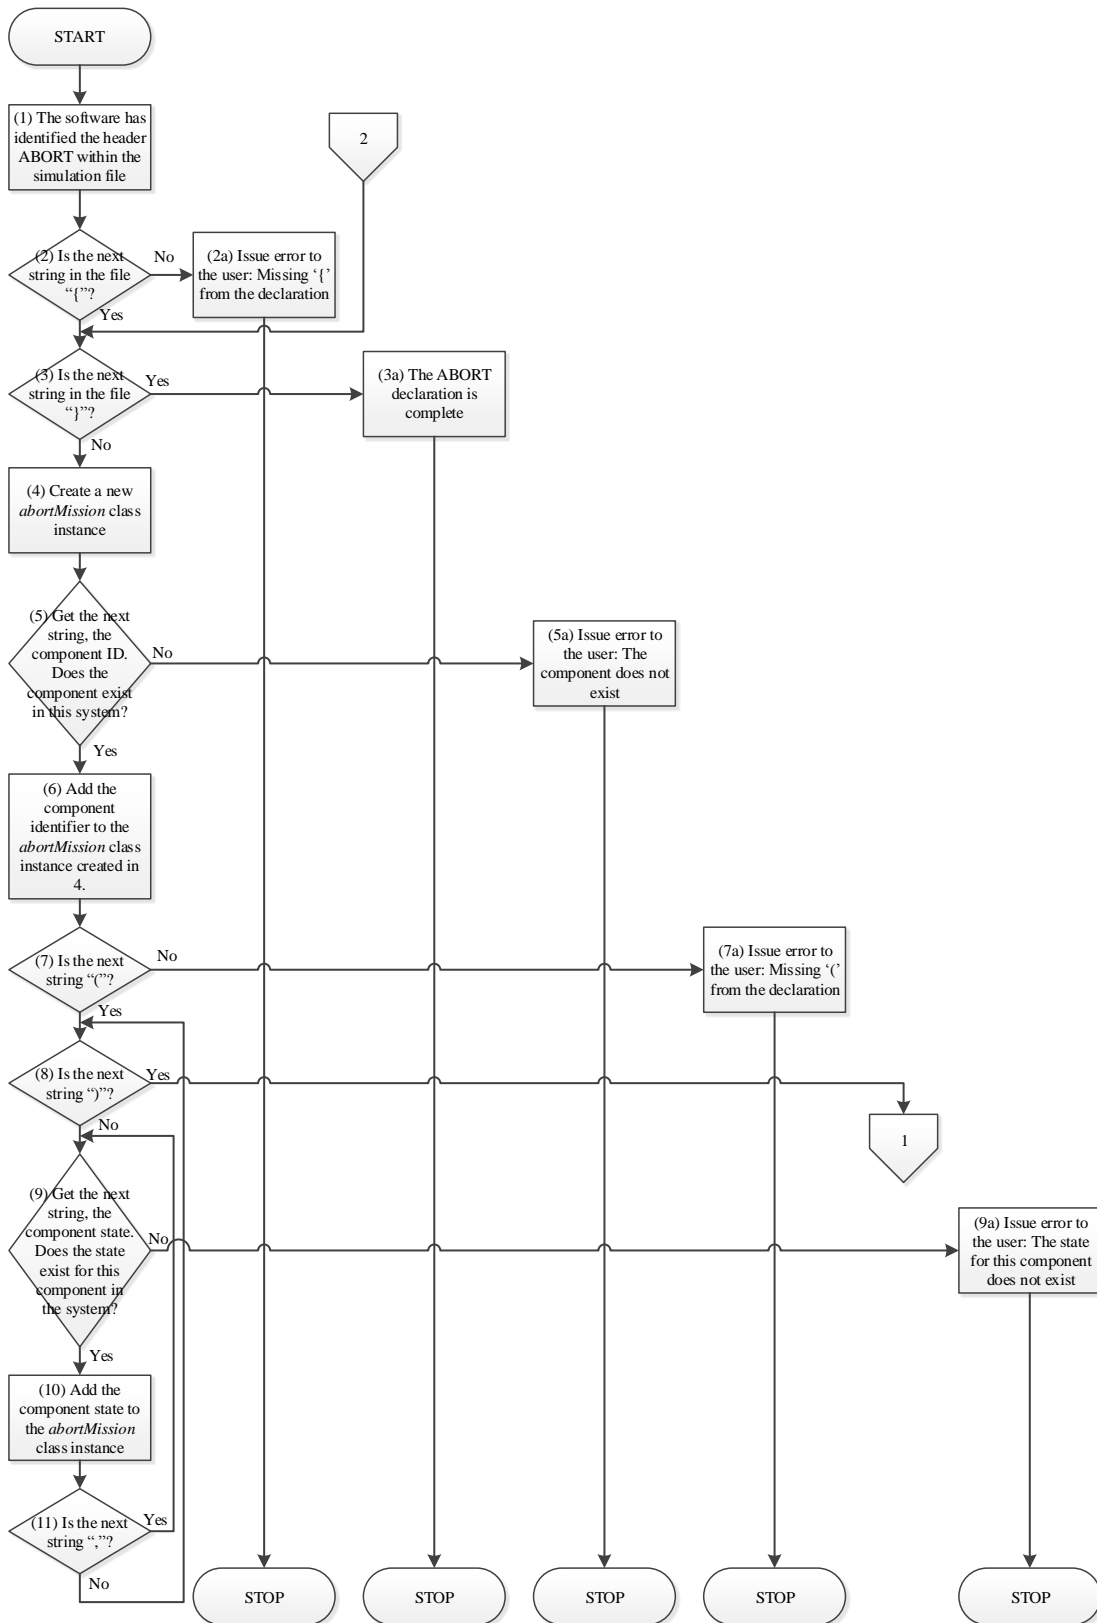 START
(1) The software has
identified the header
ABORT within the
simulation file
2
(2) Is the next
string in the file
“{”?
No
Yes
(2a) Issue error to
the user: Missing ‘{’
from the declaration
(3) Is the next
string in the file
“}”?
Yes
No
(3a) The ABORT
declaration is
complete
(4) Create a new
abortMission class
instance
(5) Get the next
string, the
component ID.
Does the
component exist
in this system?
No
Yes
(5a) Issue error to
the user: The
component does not
exist
(6) Add the
component
identifier to the
abortMission class
instance created in
4.
(7) Is the next
string “(”?
No
Yes
(7a) Issue error to
the user: Missing ‘(’
from the declaration
(8) Is the next
string “)”?
Yes
No
1
(9) Get the next
string, the
component state.
Does the state
exist for this
component in
the system?
No
Yes
(9a) Issue error to
the user: The state
for this component
does not exist
(10) Add the
component state to
the abortMission
class instance
(11) Is the next
string “,”?
Yes
No
STOP
STOP
STOP
STOP
STOP